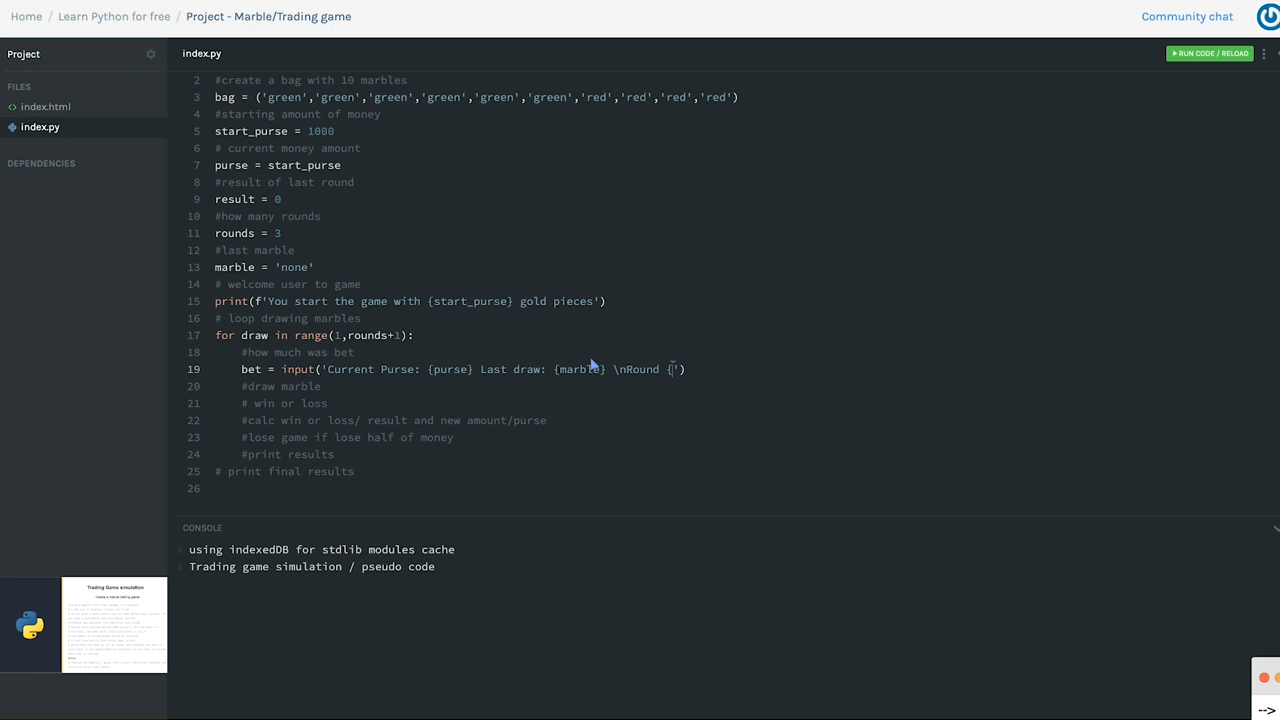 Home / Learn Python for free / Project - Marble/Trading game
Community chat
Project
index.py
RUN CODE / RELOAD
FILES
<> index.html
index.py
DEPENDENCIES
2 #create a bag with 10 marbles
3 bag = ('green','green','green','green','green','green','red','red','red','red')
4 #starting amount of money
5 start_purse = 1000
6 # current money amount
7 purse = start_purse
8 #result of last round
9 result = 0
10 #how many rounds
11 rounds = 3
12 #last marble
13 marble = 'none'
14 # welcome user to game
15 print(f'You start the game with {start_purse} gold pieces')
16 # loop drawing marbles
17 for draw in range(1,rounds+1):
18 #how much was bet
19 bet = input('Current Purse: {purse} Last draw: {marble} \nRound {')
20 #draw marble
21 # win or loss
22 #calc win or loss/ result and new amount/purse
23 #lose game if lose half of money
24 #print results
25 # print final results
26
CONSOLE
using indexedDB for stdlib modules cache
Trading game simulation / pseudo code
Trading Game simulation
Create a marble betting game
-->